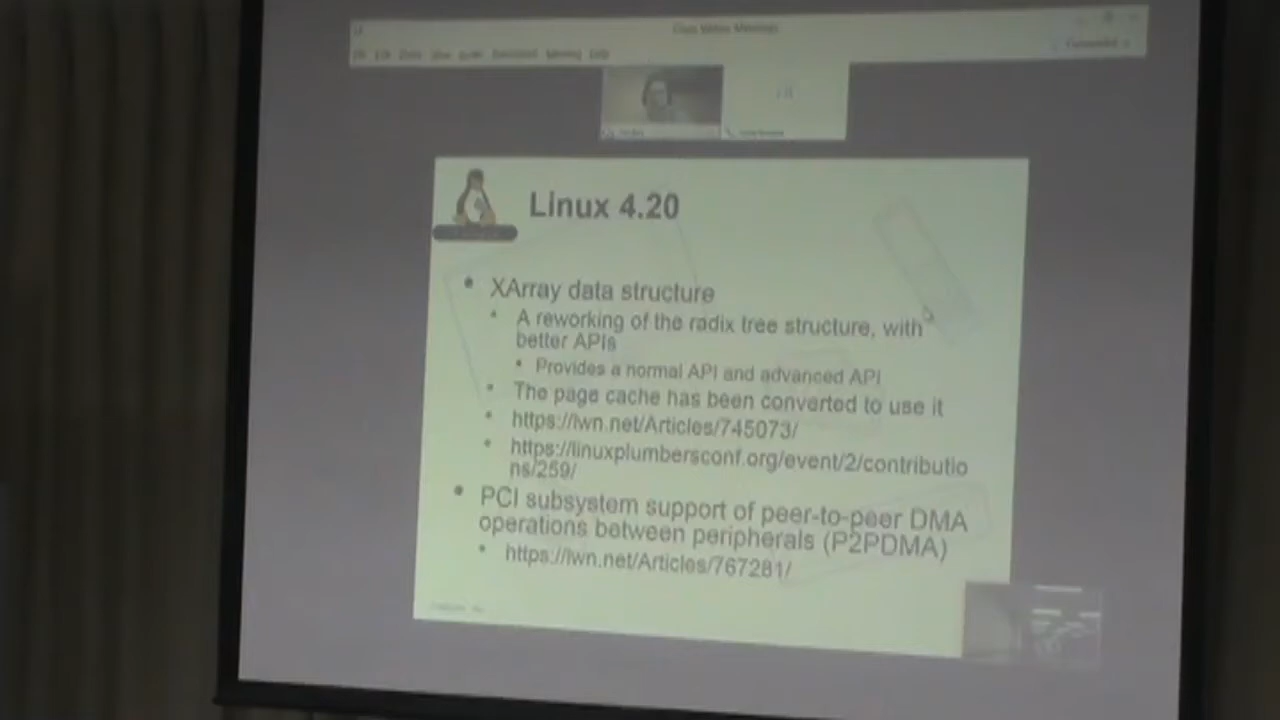 Cisco Webex Meetings
Linux 4.20
XArray data structure
A reworking of the radix tree structure, with
better APIs
Provides a normal API and advanced API
The page cache has been converted to use it
https://lwn.net/Articles/745073/
https://linuxplumbersconf.org/event/2/contributio
ns/259/
PCI subsystem support of peer-to-peer DMA
operations between peripherals (P2PDMA)
https://lwn.net/Articles/767281/